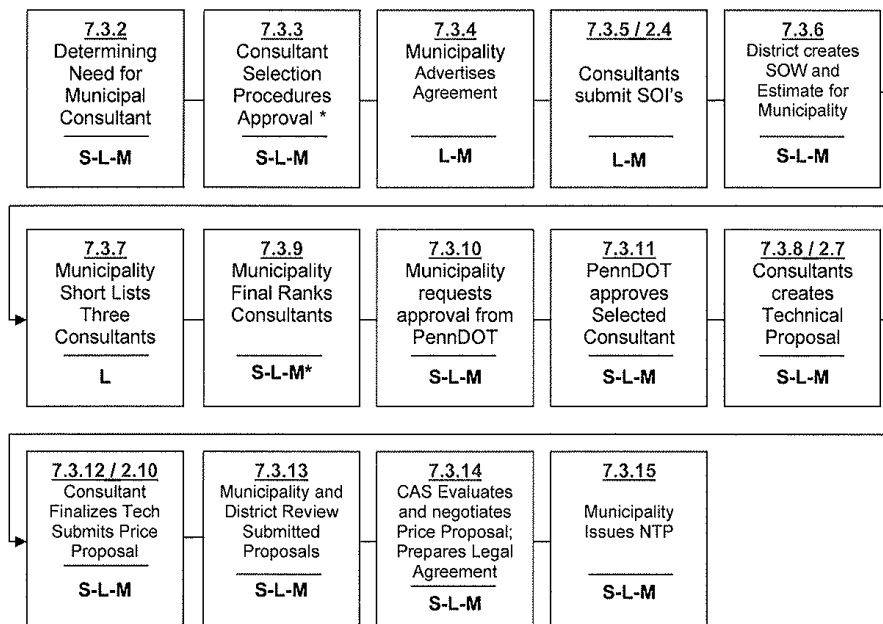 7.3.2
Determining
Need for
Municipal
Consultant
S-L-M
7.3.3
Consultant
Selection
Procedures
Approval *
S-L-M
7.3.4
Municipality
Advertises
Agreement
L-M
7.3.5 / 2.4
Consultants
submit SOI's
L-M
7.3.6
District creates
SOW and
Estimate for
Municipality
S-L-M
7.3.7
Municipality
Short Lists
Three
Consultants
L
7.3.9
Municipality
Final Ranks
Consultants
S-L-M*
7.3.10
Municipality
requests
approval from
PennDOT
S-L-M
7.3.11
PennDOT
approves
Selected
Consultant
S-L-M
7.3.8 / 2.7
Consultants
creates
Technical
Proposal
S-L-M
7.3.12 / 2.10
Consultant
Finalizes Tech
Submits Price
Proposal
S-L-M
7.3.13
Municipality and
District Review
Submitted
Proposals
S-L-M
7.3.14
CAS Evaluates
and negotiates
Price Proposal;
Prepares Legal
Agreement
S-L-M
7.3.15
Municipality
Issues NTP
S-L-M